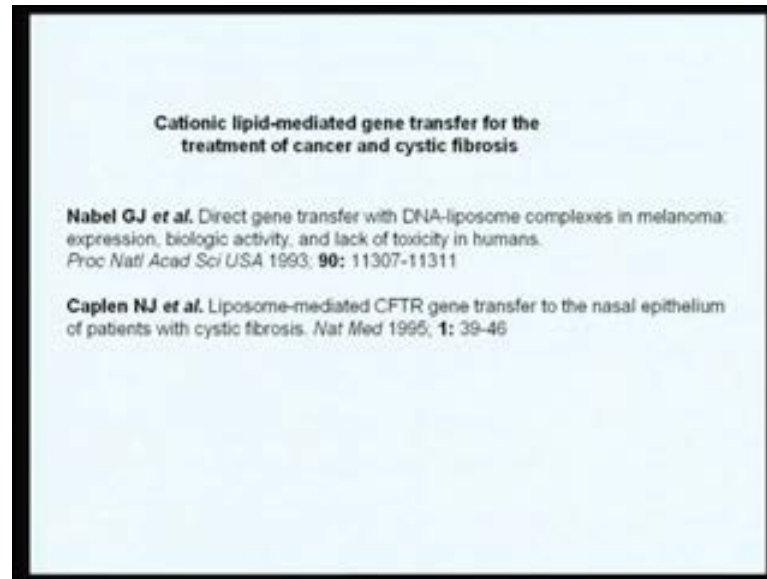 Cationic lipid-mediated gene transfer for the
treatment of cancer and cystic fibrosis
Nabel GJ et al. Direct gene transfer with DNA-liposome complexes in melanoma:
expression, biologic activity, and lack of toxicity in humans.
Proc Natl Acad Sci USA 1993; 90: 11307-11311
Caplen NJ et al. Liposome-mediated CFTR gene transfer to the nasal epithelium
of patients with cystic fibrosis. Nat Med 1995; 1: 39-46